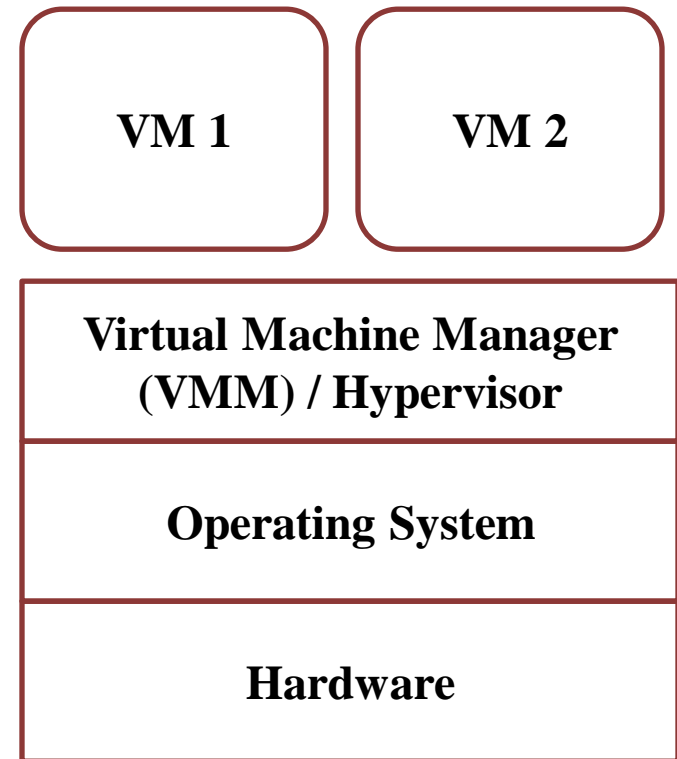 VM 1
VM 2
Virtual Machine Manager
(VMM) / Hypervisor
Operating System
Hardware